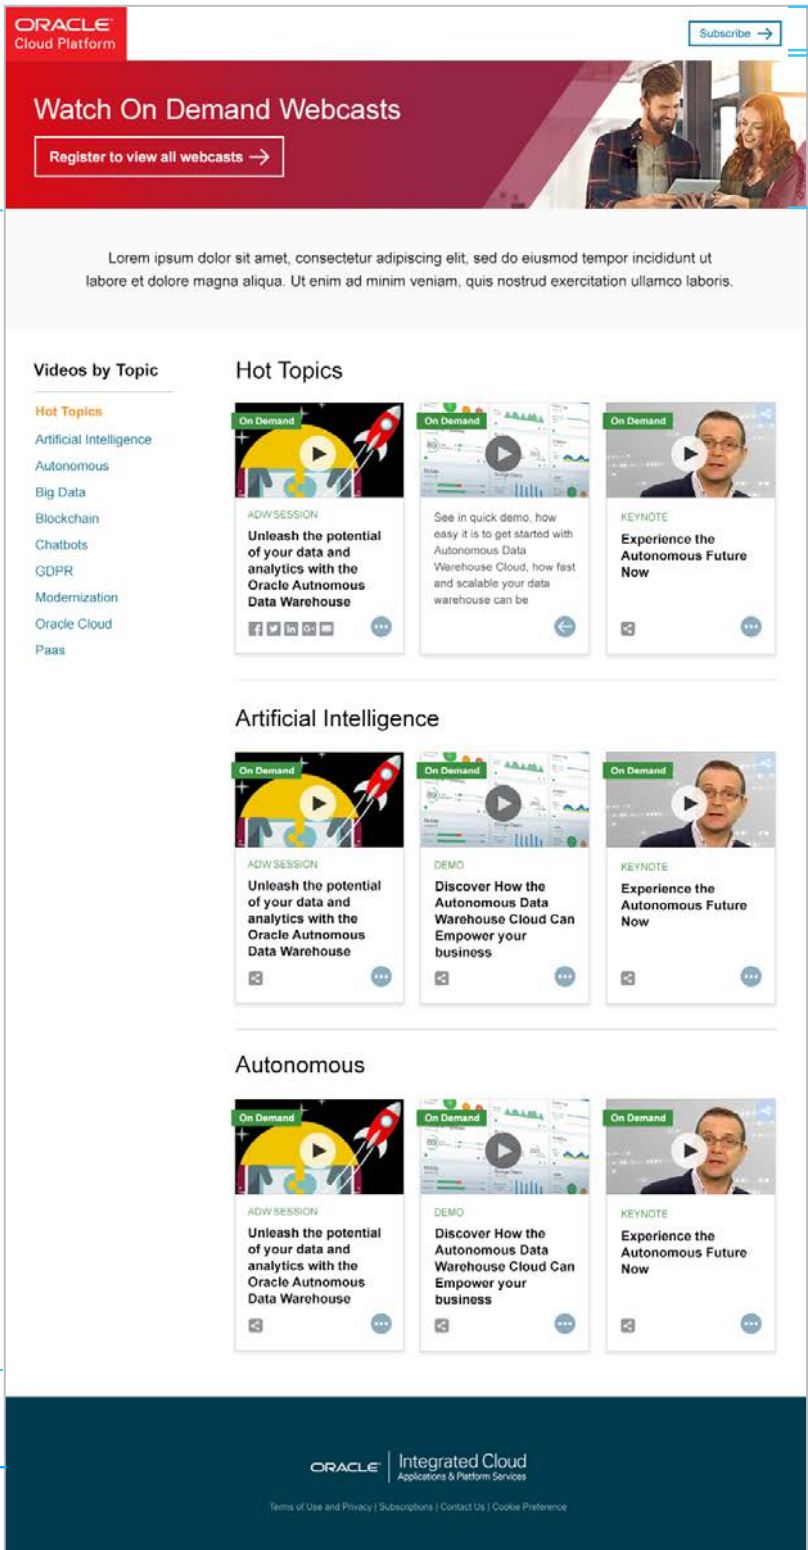 ORACLE
Cloud Platform
Subscribe
Watch On Demand Webcasts
Register to view all webcasts
Lorem ipsum dolor sit amet, consectetur adipiscing elit, sed do eiusmod tempor incididunt ut
labore et dolore magna aliqua. Ut enim ad minim veniam, quis nostrud exercitation ullamco laboris.
Videos by Topic
Hot Topics
Artificial Intelligence
Autonomous
Big Data
Blockchain
Chatbots
GDPR
Modernization
Oracle Cloud
Paas
Hot Topics
On Demand
ADW SESSION
Unleash the potential
of your data and
analytics with the
Oracle Autnomous
Data Warehouse
On Demand
See in quick demo, how
easy it is to get started with
Autonomous Data
Warehouse Cloud, how fast
and scalable your data
warehouse can be
On Demand
KEYNOTE
Experience the
Autonomous Future
Now
Artificial Intelligence
On Demand
ADW SESSION
Unleash the potential
of your data and
analytics with the
Oracle Autnomous
Data Warehouse
On Demand
DEMO
Discover How the
Autonomous Data
Warehouse Cloud Can
Empower your
business
On Demand
KEYNOTE
Experience the
Autonomous Future
Now
Autonomous
On Demand
ADW SESSION
Unleash the potential
of your data and
analytics with the
Oracle Autnomous
Data Warehouse
On Demand
DEMO
Discover How the
Autonomous Data
Warehouse Cloud Can
Empower your
business
On Demand
KEYNOTE
Experience the
Autonomous Future
Now
ORACLE
Integrated Cloud
Applications & Platform Services
Terms of Use and Privacy | Subscriptions | Contact Us | Cookie Preference